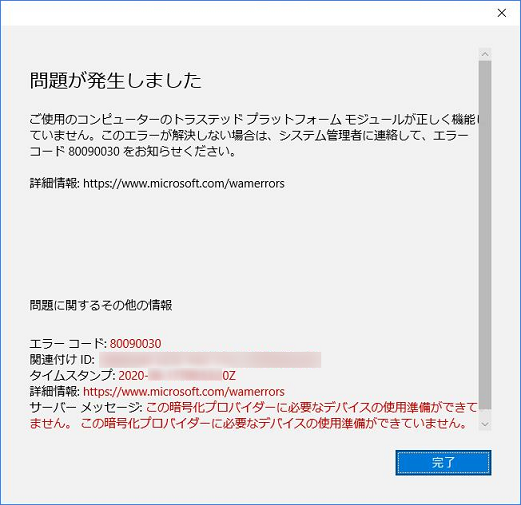 問題が発生しました
ご使用のコンピューターのトラステッド プラットフォーム モジュールが正しく機能し
ていません。このエラーが解決しない場合は、システム管理者に連絡して、エラー
コード 80090030 をお知らせください。
詳細情報: https://www.microsoft.com/wamerrors
問題に関するその他の情報
エラー コード: 80090030
関連付け ID:
タイムスタンプ: 2020- 0Z
詳細情報: https://www.microsoft.com/wamerrors
サーバー メッセージ: この暗号化プロバイダーに必要なデバイスの使用準備ができて
ません。 この暗号化プロバイダーに必要なデバイスの使用準備ができていません。
完了